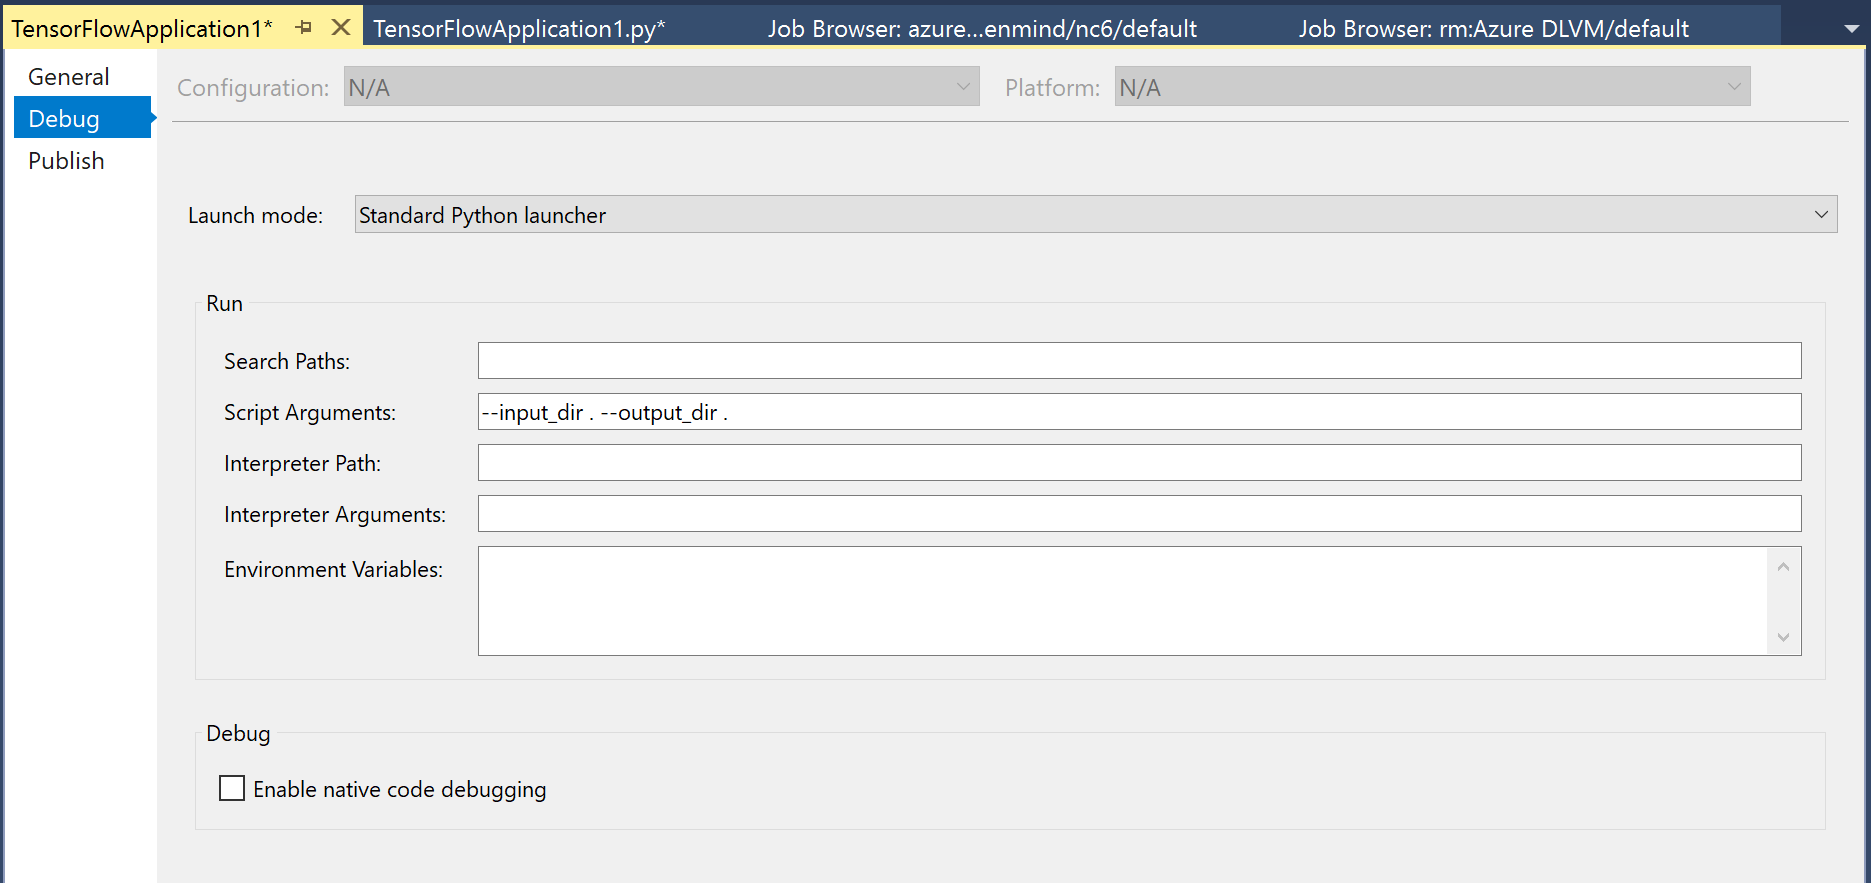 TensorFlowApplication1* TensorFlowApplication1.py* Job Browser: azure...enmind/nc6/default Job Browser: rm:Azure DLVM/default
General
Debug
Publish
Configuration: N/A Platform: N/A
Launch mode: Standard Python launcher
Run
Search Paths:
Script Arguments: --input_dir . --output_dir .
Interpreter Path:
Interpreter Arguments:
Environment Variables:
Debug
Enable native code debugging